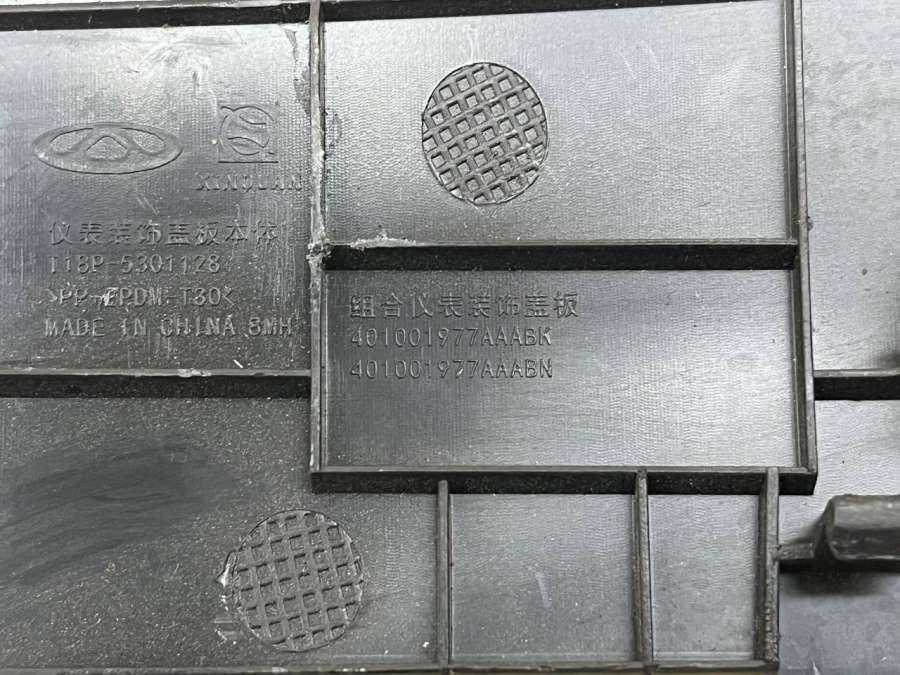 XINQUAN
仪表装饰盖板本体
T18P-5301128
>PP+EPDM-T30<
MADE IN CHINA 8MH
组合仪表装饰盖板
401001977AAABK
401001977AAABN